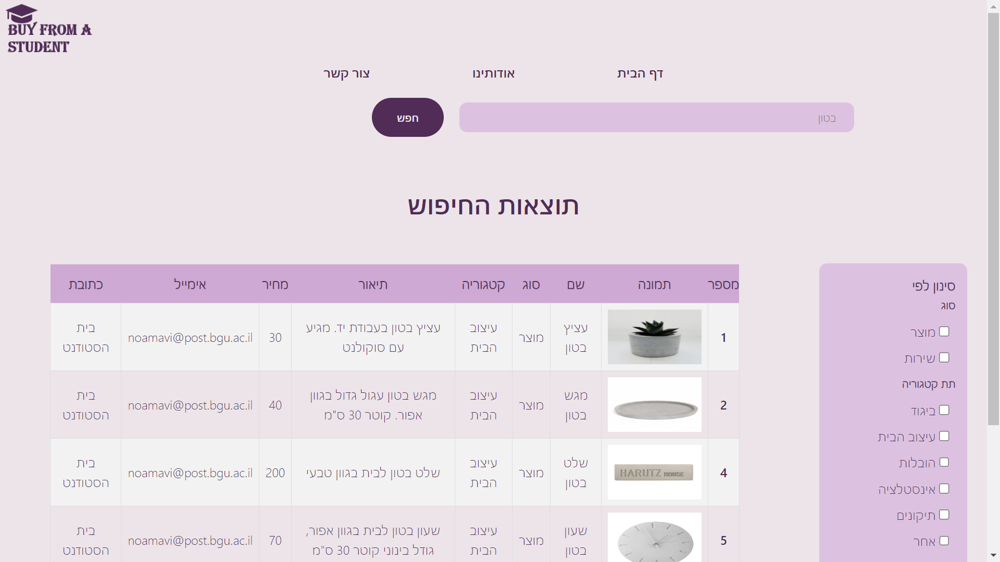 BUY FROM A
STUDENT
דף הבית
אודותינו
צור קשר
בטון
חפש
תוצאות החיפוש
סינון לפי
סוג
מוצר
שירות
תת קטגוריה
ביגוד
עיצוב הבית
הובלות
אינסטלציה
תיקונים
אחר
מספר תמונה שם סוג קטגוריה תיאור מחיר אימייל כתובת
1
עציץ
בטון
מוצר
עיצוב
הבית
עציץ בטון בעבודת יד. מגיע
עם סוקולנט
30
noamavi@post.bgu.ac.il
בית
הסטודנט
2
מגש
בטון
מוצר
עיצוב
הבית
מגש בטון עגול גדול בגוון
אפור. קוטר 30 ס"מ
40
noamavi@post.bgu.ac.il
בית
הסטודנט
4
HARUTZ HOUSE
שלט
בטון
מוצר
עיצוב
הבית
שלט בטון לבית בגוון טבעי
200
noamavi@post.bgu.ac.il
בית
הסטודנט
5
שעון
בטון
מוצר
עיצוב
הבית
שעון בטון לבית בגוון אפור,
גודל בינוני קוטר 30 ס"מ
70
noamavi@post.bgu.ac.il
בית
הסטודנט